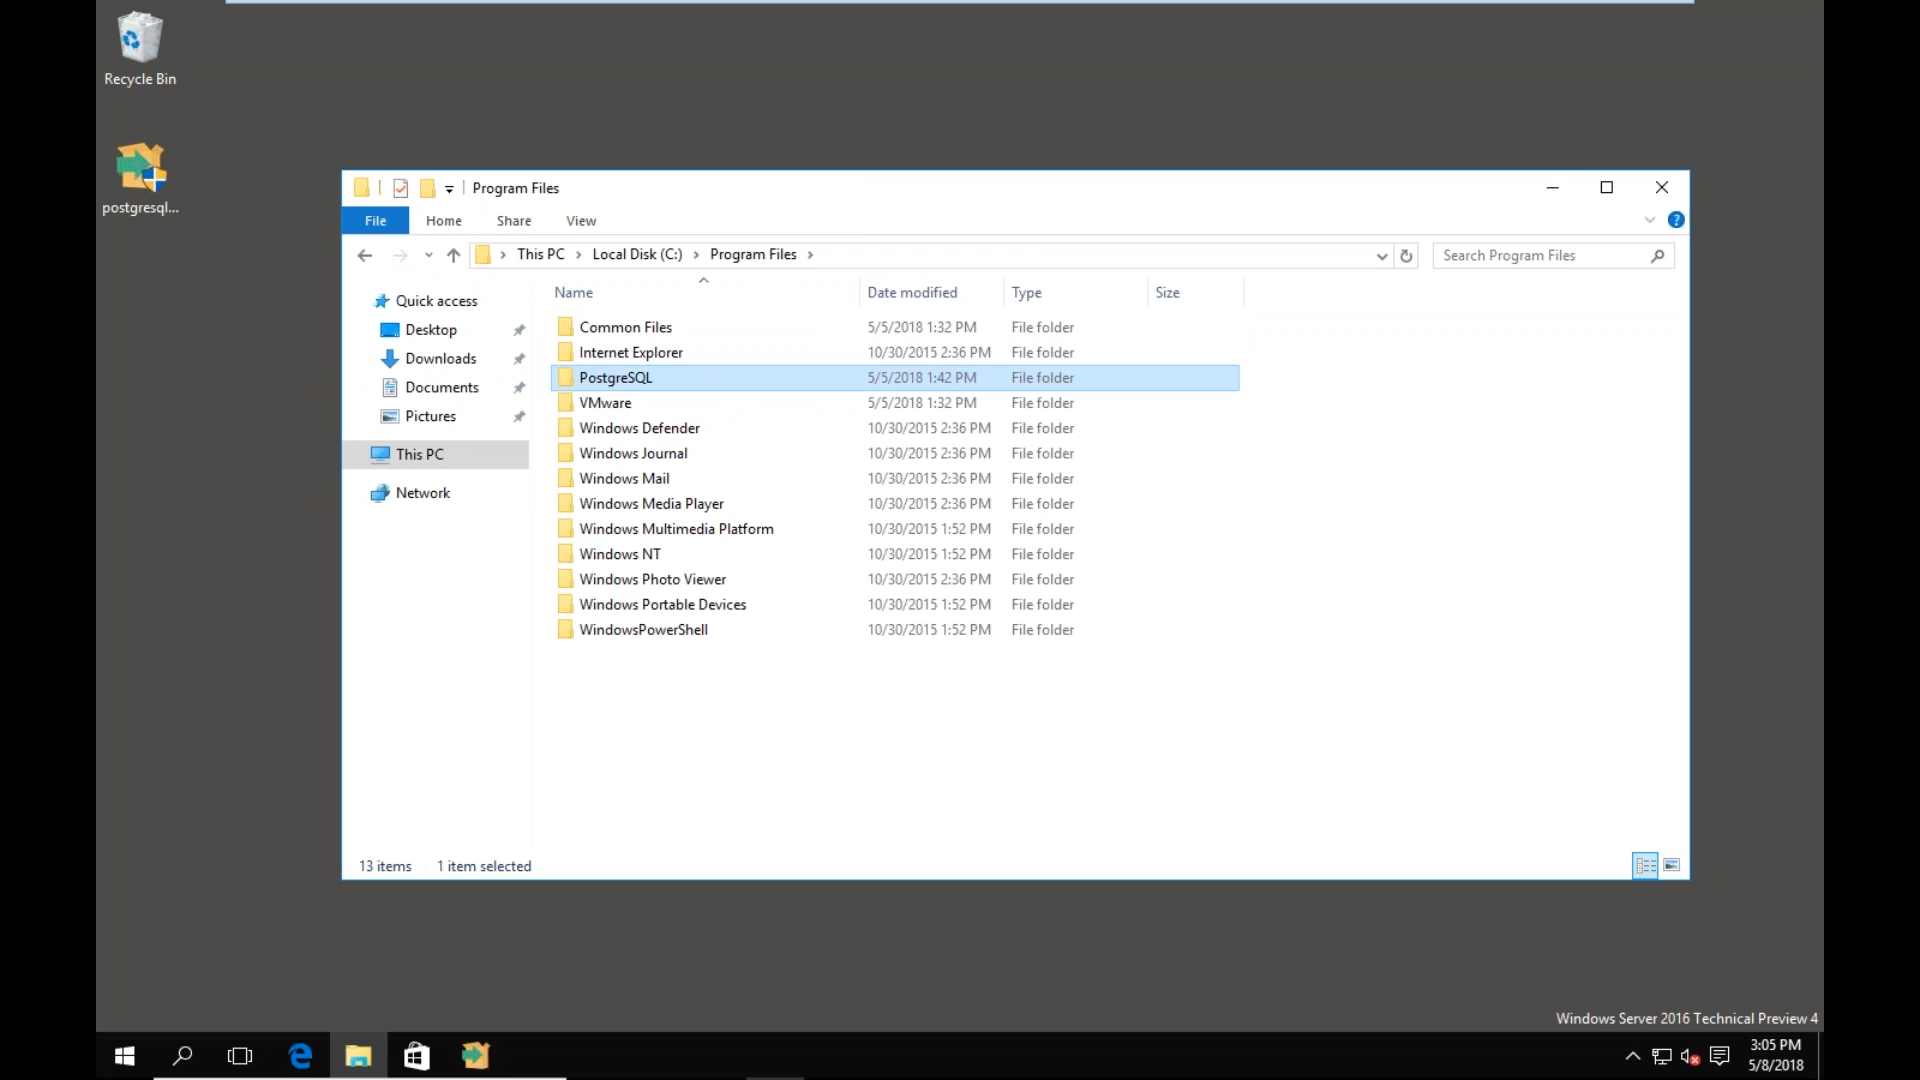 Recycle Bin
postgresql...
Program Files
File Home Share View
This PC Local Disk (C:) Program Files
Search Program Files
Quick access
Desktop
Downloads
Documents
Pictures
This PC
Network
Name Date modified Type Size
Common Files 5/5/2018 1:32 PM File folder
Internet Explorer 10/30/2015 2:36 PM File folder
PostgreSQL 5/5/2018 1:42 PM File folder
VMware 5/5/2018 1:32 PM File folder
Windows Defender 10/30/2015 2:36 PM File folder
Windows Journal 10/30/2015 2:36 PM File folder
Windows Mail 10/30/2015 2:36 PM File folder
Windows Media Player 10/30/2015 2:36 PM File folder
Windows Multimedia Platform 10/30/2015 1:52 PM File folder
Windows NT 10/30/2015 1:52 PM File folder
Windows Photo Viewer 10/30/2015 2:36 PM File folder
Windows Portable Devices 10/30/2015 1:52 PM File folder
WindowsPowerShell 10/30/2015 1:52 PM File folder
13 items 1 item selected
Windows Server 2016 Technical Preview 4
3:05 PM
5/8/2018